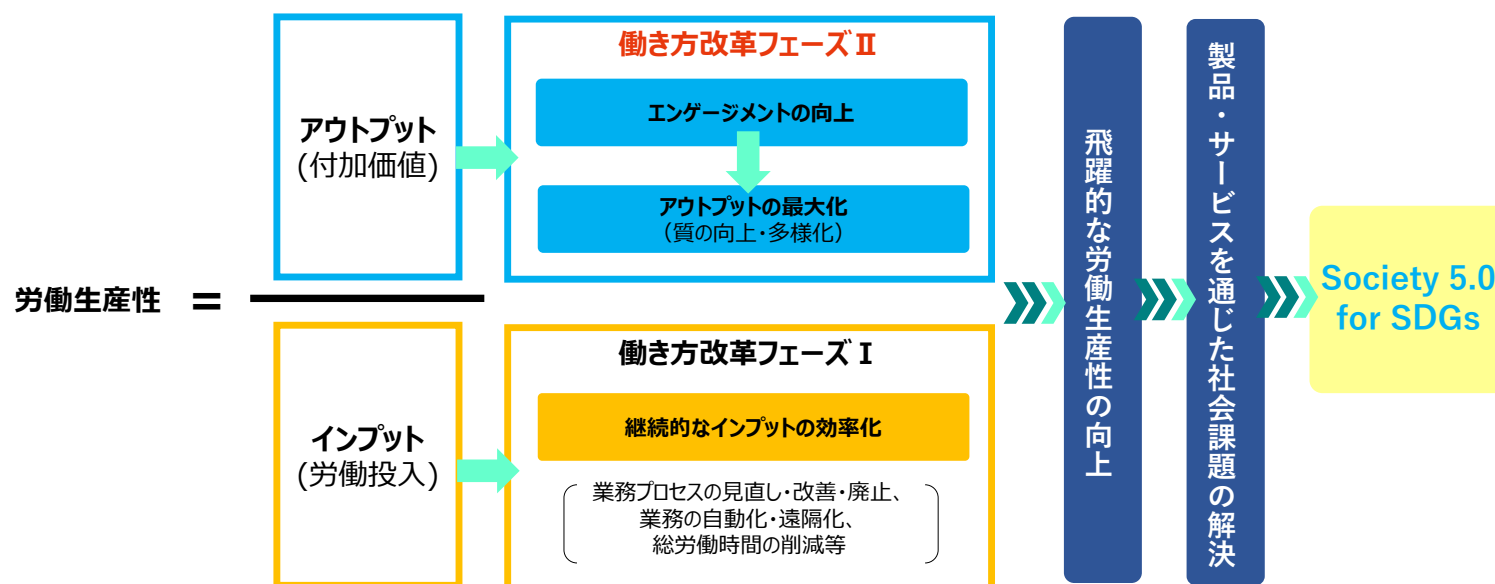 労働生産性
=
アウトプット
(付加価値)
働き方改革フェーズⅡ
エンゲージメントの向上
アウトプットの最大化
(質の向上・多様化)
インプット
(労働投入)
働き方改革フェーズⅠ
継続的なインプットの効率化
業務プロセスの見直し・改善・廃止、
業務の自動化・遠隔化、
総労働時間の削減等
飛躍的な労働生産性の向上
製品・サービスを通じた社会課題の解決
Society 5.0
for SDGs